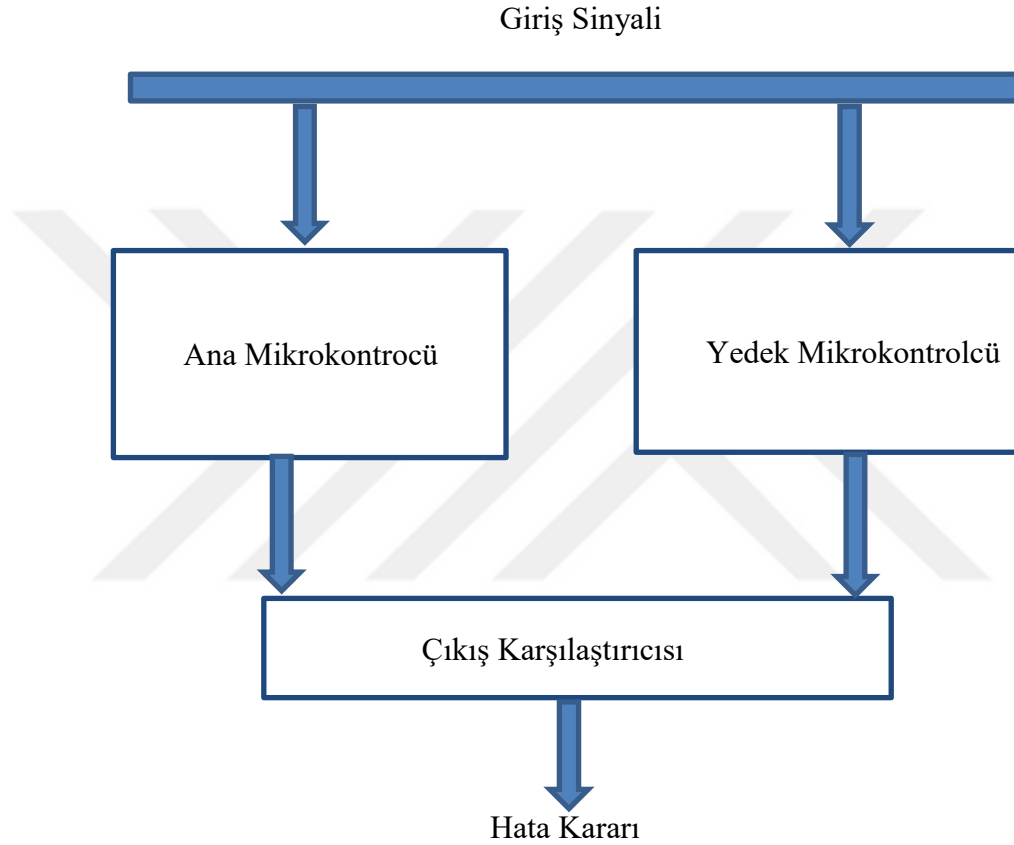 Giriş Sinyali
Ana Mikrokontrocü
Yedek Mikrokontrolcü
Çıkış Karşılaştırıcısı
Hata Kararı